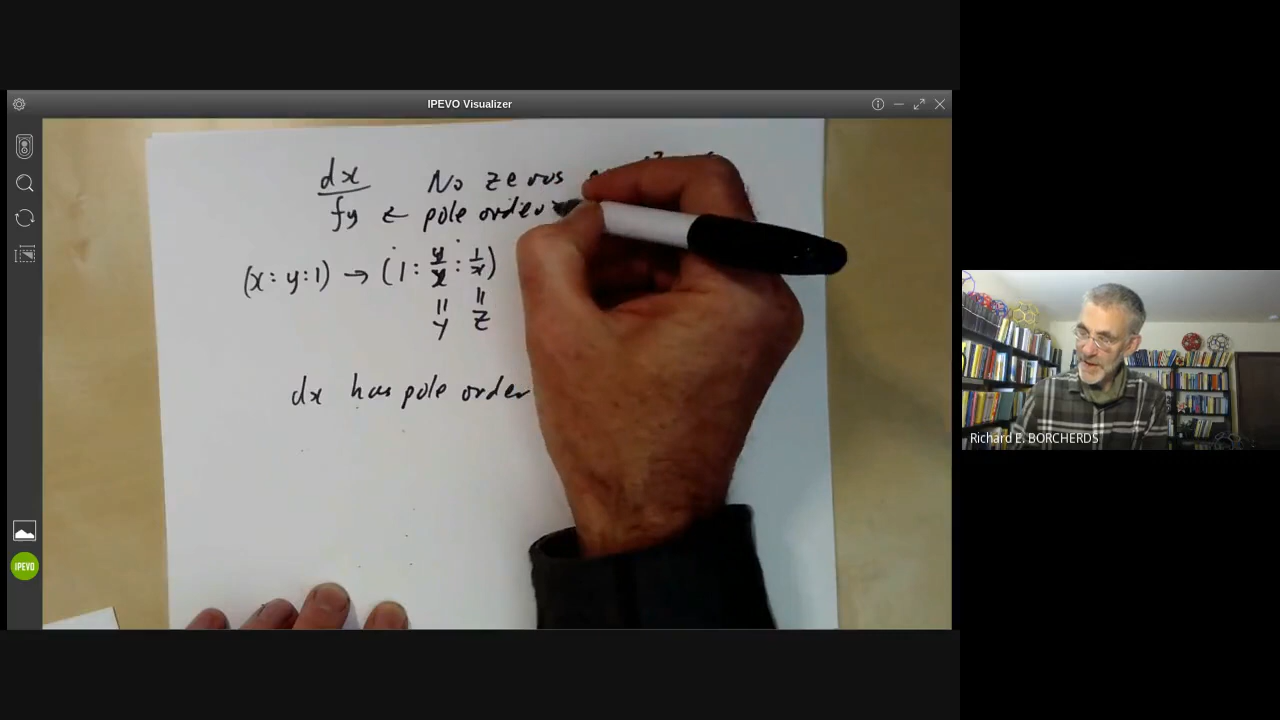 IPEVO Visualizer
dx No zeros
fy ← pole order
(x: y: 1) → (1: y/x : 1/x)
= =
y z
dx has pole order
Richard E. BORCHERDS
IPEVO